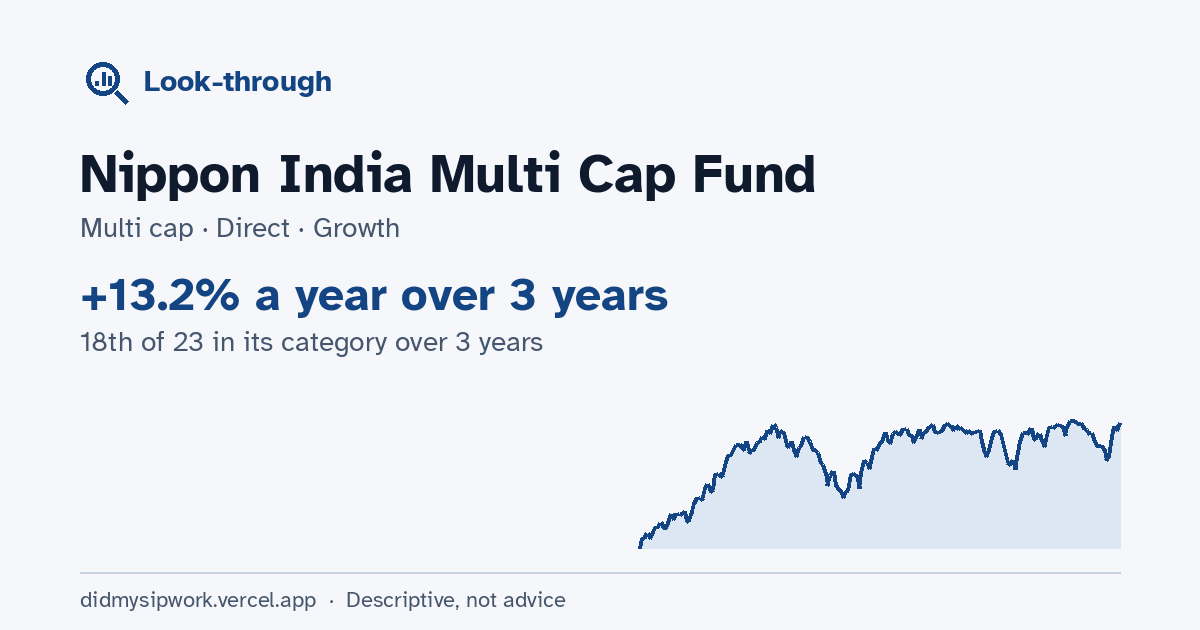 Look-through
Nippon India Multi Cap Fund
Multi cap · Direct · Growth
+13.2% a year over 3 years
18th of 23 in its category over 3 years
didmysipwork.vercel.app · Descriptive, not advice